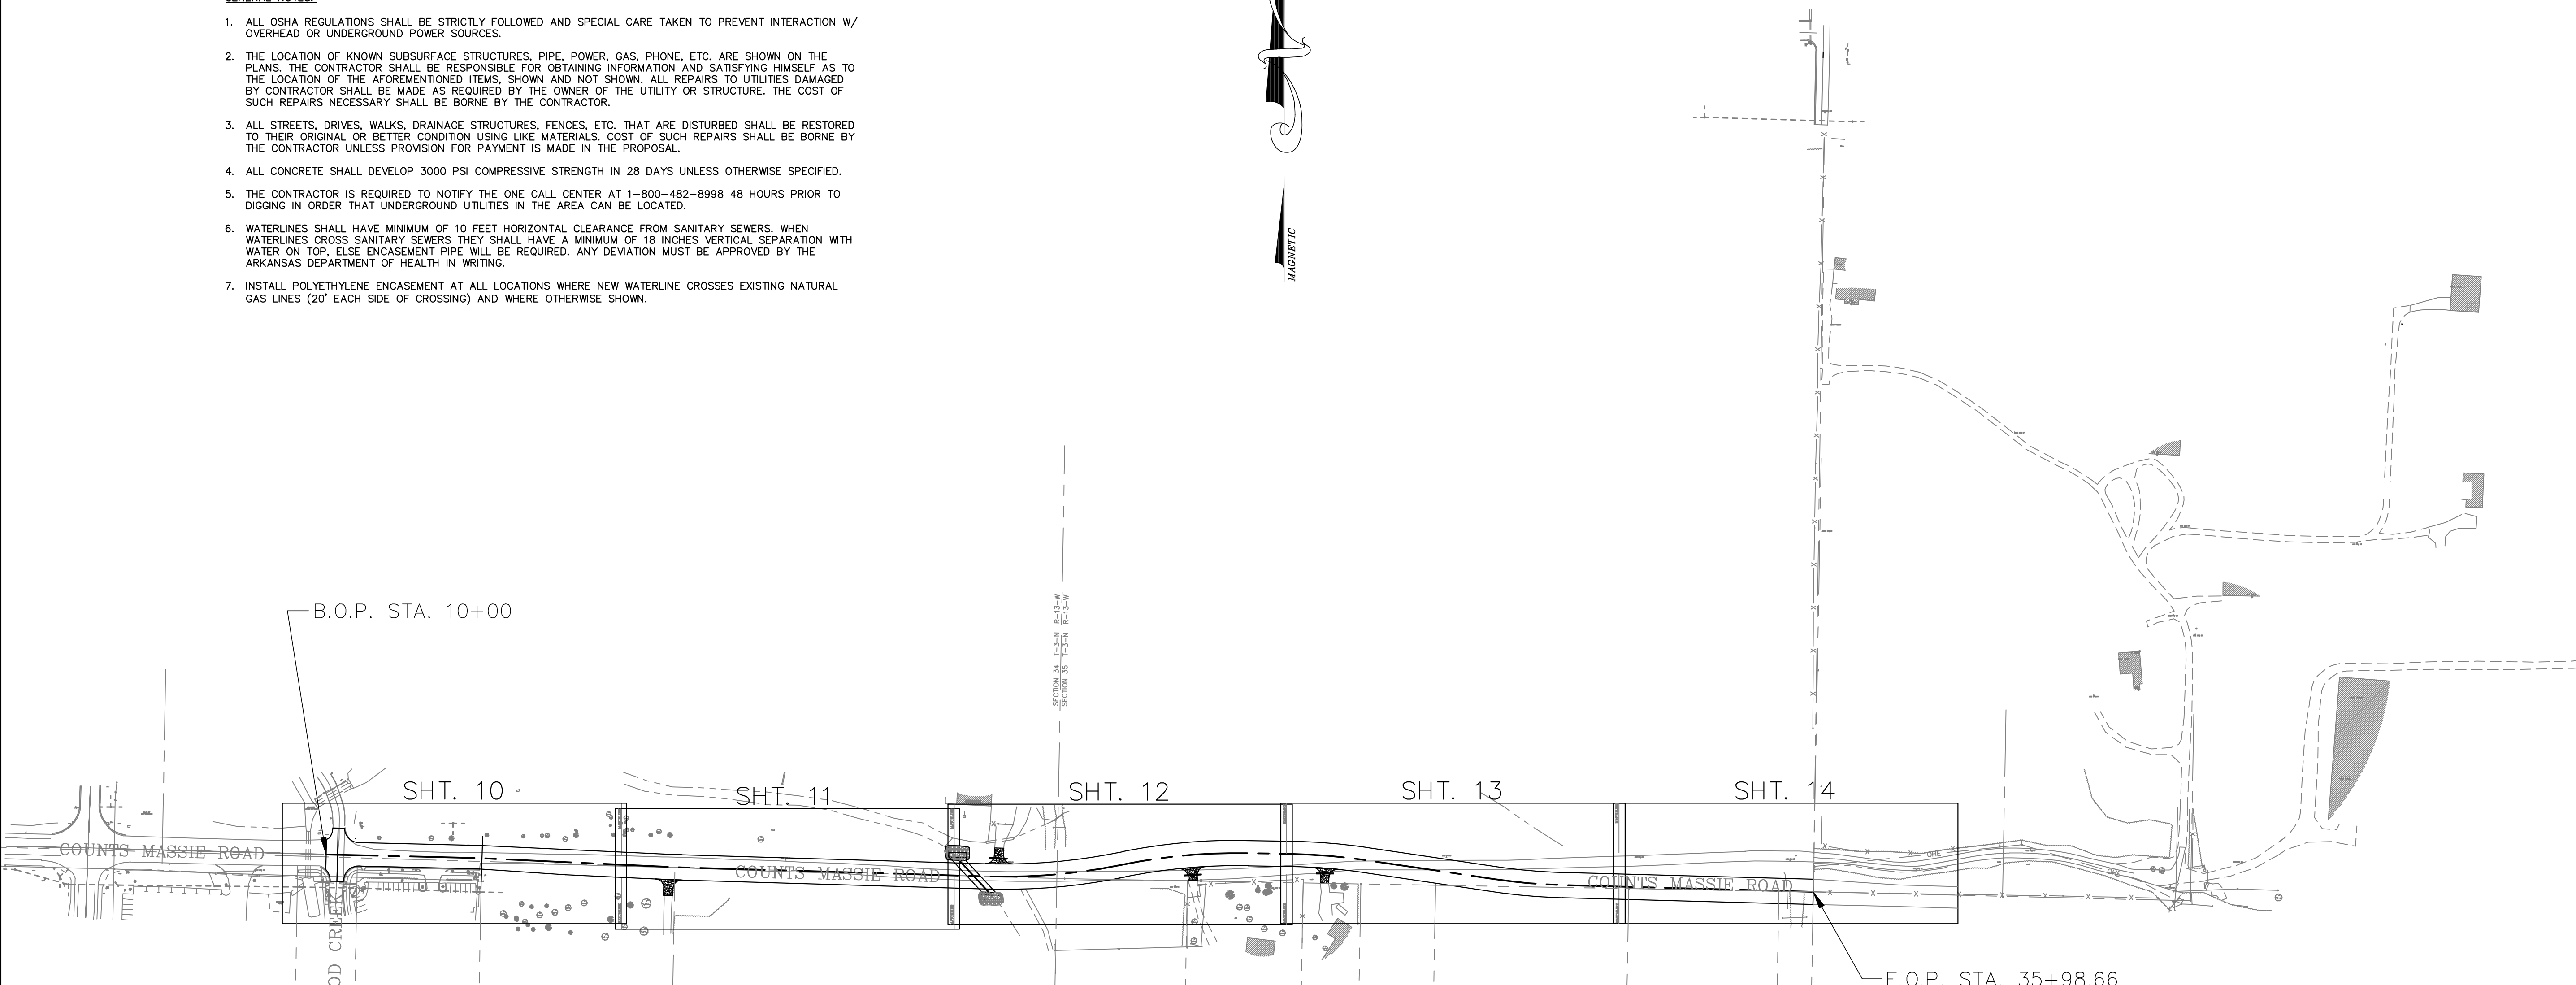 GENERAL NOTES:
1. ALL OSHA REGULATIONS SHALL BE STRICTLY FOLLOWED AND SPECIAL CARE TAKEN TO PREVENT INTERACTION W/
OVERHEAD OR UNDERGROUND POWER SOURCES.
2. THE LOCATION OF KNOWN SUBSURFACE STRUCTURES, PIPE, POWER, GAS, PHONE, ETC. ARE SHOWN ON THE
PLANS. THE CONTRACTOR SHALL BE RESPONSIBLE FOR OBTAINING INFORMATION AND SATISFYING HIMSELF AS TO
THE LOCATION OF THE AFOREMENTIONED ITEMS, SHOWN AND NOT SHOWN. ALL REPAIRS TO UTILITIES DAMAGED
BY CONTRACTOR SHALL BE MADE AS REQUIRED BY THE OWNER OF THE UTILITY OR STRUCTURE. THE COST OF
SUCH REPAIRS NECESSARY SHALL BE BORNE BY THE CONTRACTOR.
3. ALL STREETS, DRIVES, WALKS, DRAINAGE STRUCTURES, FENCES, ETC. THAT ARE DISTURBED SHALL BE RESTORED
TO THEIR ORIGINAL OR BETTER CONDITION USING LIKE MATERIALS. COST OF SUCH REPAIRS SHALL BE BORNE BY
THE CONTRACTOR UNLESS PROVISION FOR PAYMENT IS MADE IN THE PROPOSAL.
4. ALL CONCRETE SHALL DEVELOP 3000 PSI COMPRESSIVE STRENGTH IN 28 DAYS UNLESS OTHERWISE SPECIFIED.
5. THE CONTRACTOR IS REQUIRED TO NOTIFY THE ONE CALL CENTER AT 1-800-482-8998 48 HOURS PRIOR TO
DIGGING IN ORDER THAT UNDERGROUND UTILITIES IN THE AREA CAN BE LOCATED.
6. WATERLINES SHALL HAVE MINIMUM OF 10 FEET HORIZONTAL CLEARANCE FROM SANITARY SEWERS. WHEN
WATERLINES CROSS SANITARY SEWERS THEY SHALL HAVE A MINIMUM OF 18 INCHES VERTICAL SEPARATION WITH
WATER ON TOP, ELSE ENCASEMENT PIPE WILL BE REQUIRED. ANY DEVIATION MUST BE APPROVED BY THE
ARKANSAS DEPARTMENT OF HEALTH IN WRITING.
7. INSTALL POLYETHYLENE ENCASEMENT AT ALL LOCATIONS WHERE NEW WATERLINE CROSSES EXISTING NATURAL
GAS LINES (20' EACH SIDE OF CROSSING) AND WHERE OTHERWISE SHOWN.
MAGNETIC
B.O.P. STA. 10+00
SECTION 34 T-3-N R-13-W
SECTION 35 T-3-N R-13-W
SHT. 10
SHT. 11
SHT. 12
SHT. 13
SHT. 14
COUNTS MASSIE ROAD
COUNTS MASSIE ROAD
COUNTS MASSIE ROAD
OHE
OHE
OD CREEK
E.O.P. STA. 35+98.66